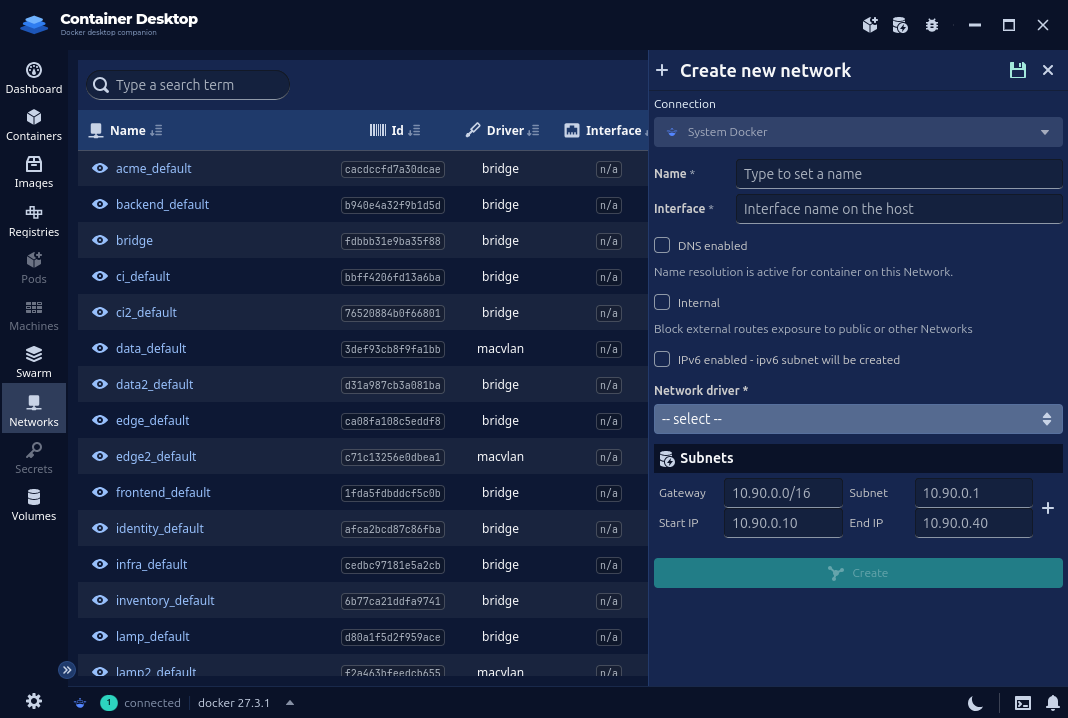 Container Desktop
Docker desktop companion
Dashboard
Containers
Images
Registries
Pods
Machines
Swarm
Networks
Secrets
Volumes
Type a search term
Name Id Driver Interface
acme_default cacdccfd7a30dcae bridge n/a
backend_default b940e4a32f9b1d5d bridge n/a
bridge fdbbb31e9ba35f88 bridge n/a
ci_default bbff4206fd13a6ba bridge n/a
ci2_default 76520884b0f66801 bridge n/a
data_default 3def93cb8f9fa1bb macvlan n/a
data2_default d31a987cb3a081ba bridge n/a
edge_default ca08fa108c5eddf8 bridge n/a
edge2_default c71c13256e0dbea1 macvlan n/a
frontend_default 1fda5fdbddcf5c0b bridge n/a
identity_default afca2bcd87c86fba bridge n/a
infra_default cedbc97181e5a2cb bridge n/a
inventory_default 6b77ca21ddfa9741 bridge n/a
lamp_default d80a1f5d2f959ace bridge n/a
lamp2_default f2a463bfeedcb655 macvlan n/a
Create new network
Connection
System Docker
Name * Type to set a name
Interface * Interface name on the host
DNS enabled
Name resolution is active for container on this Network.
Internal
Block external routes exposure to public or other Networks
IPv6 enabled - ipv6 subnet will be created
Network driver *
-- select --
Subnets
Gateway 10.90.0.0/16 Subnet 10.90.0.1
Start IP 10.90.0.10 End IP 10.90.0.40
Create
1 connected docker 27.3.1